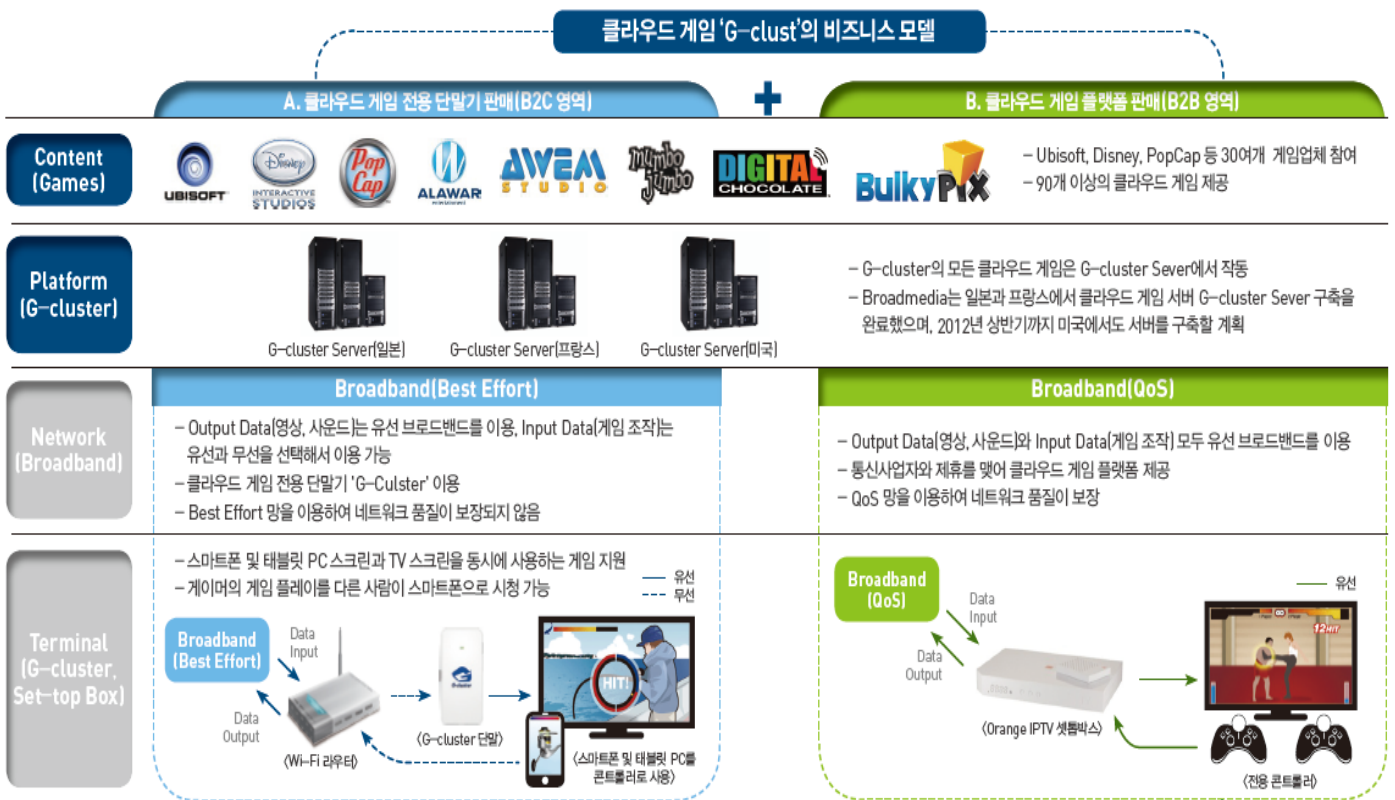 클라우드 게임 ‘G-clust’의 비즈니스 모델
A. 클라우드 게임 전용 단말기 판매(B2C 영역)
+
B. 클라우드 게임 플랫폼 판매(B2B 영역)
Content
(Games)
UBISOFT
Disney
INTERACTIVE
STUDIOS
Pop
Cap
ALAWAR
AWEM
STUDIO
mumbo
jumbo
DIGITAL
CHOCOLATE
BulkyPix
- Ubisoft, Disney, PopCap 등 30여개 게임업체 참여
- 90개 이상의 클라우드 게임 제공
Platform
(G-cluster)
G-cluster Server(일본)
G-cluster Server(프랑스)
G-cluster Server(미국)
- G-cluster의 모든 클라우드 게임은 G-cluster Sever에서 작동
- Broadmedia는 일본과 프랑스에서 클라우드 게임 서버 G-cluster Sever 구축을
완료했으며, 2012년 상반기까지 미국에서도 서버를 구축할 계획
Network
(Broadband)
Broadband(Best Effort)
- Output Data(영상, 사운드)는 유선 브로드밴드를 이용, Input Data(게임 조작)는
유선과 무선을 선택해서 이용 가능
- 클라우드 게임 전용 단말기 'G-Culster' 이용
- Best Effort 망을 이용하여 네트워크 품질이 보장되지 않음
Broadband(QoS)
- Output Data(영상, 사운드)와 Input Data(게임 조작) 모두 유선 브로드밴드를 이용
- 통신사업자와 제휴를 맺어 클라우드 게임 플랫폼 제공
- QoS 망을 이용하여 네트워크 품질이 보장
Terminal
(G-cluster,
Set-top Box)
- 스마트폰 및 태블릿 PC 스크린과 TV 스크린을 동시에 사용하는 게임 지원
- 게이머의 게임 플레이를 다른 사람이 스마트폰으로 시청 가능
유선
무선
Broadband
(Best Effort)
Data
Input
Data
Output
<Wi-Fi 라우터>
G-cluster
<G-cluster 단말>
HIT!
<스마트폰 및 태블릿 PC를
콘트롤러로 사용>
Broadband
(QoS)
Data
Input
Data
Output
<Orange IPTV 셋톱박스>
유선
12HIT
<전용 콘트롤러>